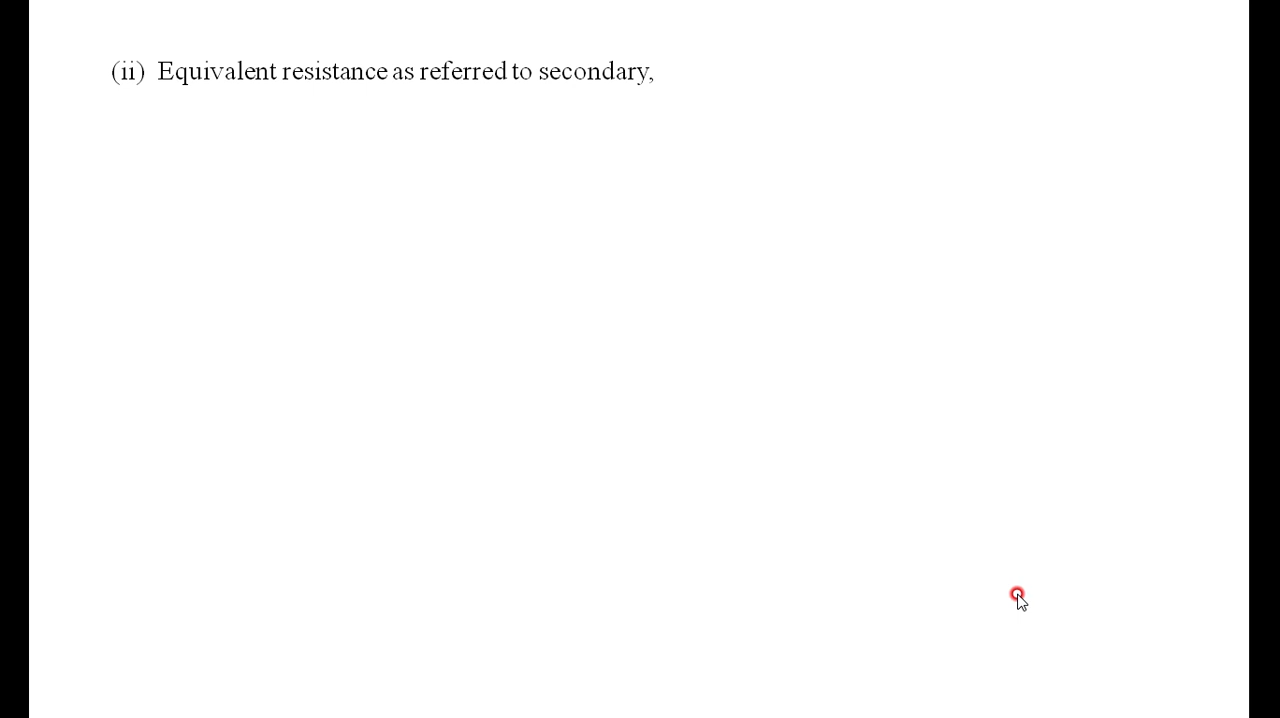 (ii) Equivalent resistance as referred to secondary,